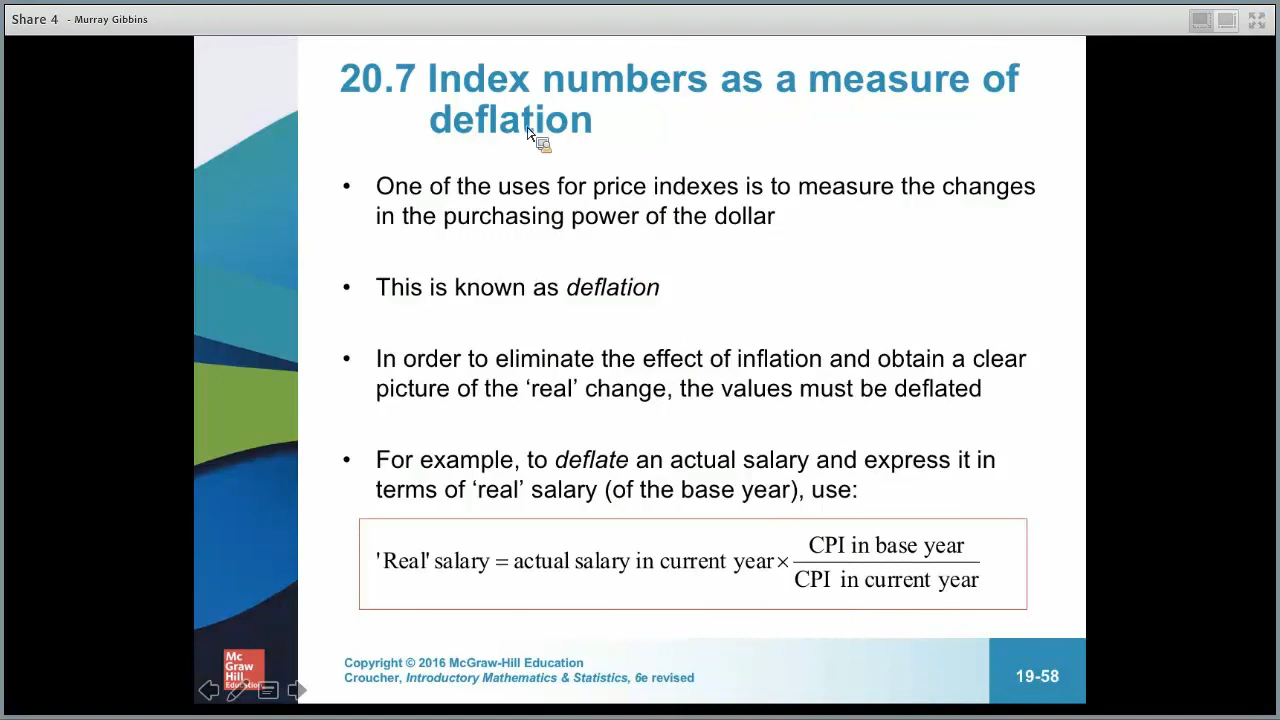 Share 4 - Murray Gibbins
20.7 Index numbers as a measure of
deflation
• One of the uses for price indexes is to measure the changes
in the purchasing power of the dollar
• This is known as deflation
• In order to eliminate the effect of inflation and obtain a clear
picture of the ‘real’ change, the values must be deflated
• For example, to deflate an actual salary and express it in
terms of ‘real’ salary (of the base year), use:
'Real' salary = actual salary in current year × CPI in base year
CPI in current year
Mc
Graw
Hill
Education
Copyright © 2016 McGraw-Hill Education
Croucher, Introductory Mathematics & Statistics, 6e revised
19-58